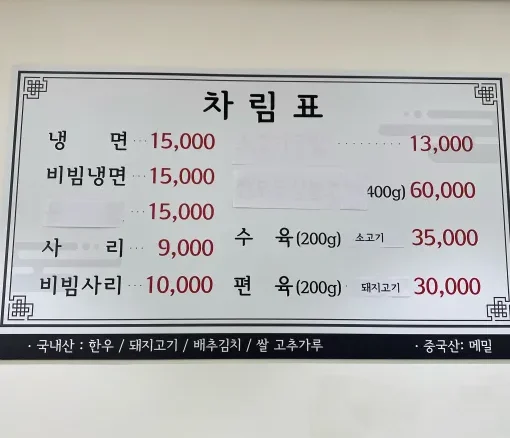 차림표
냉면 ··· 15,000
비빔냉면 ··· 15,000
··· 15,000
사리 ··· 9,000
비빔사리 ··· 10,000
········· 13,000
400g) 60,000
수육(200g) 소고기 35,000
편육(200g) 돼지고기 30,000
· 국내산 : 한우 / 돼지고기 / 배추김치 / 쌀 고추가루
· 중국산: 메밀